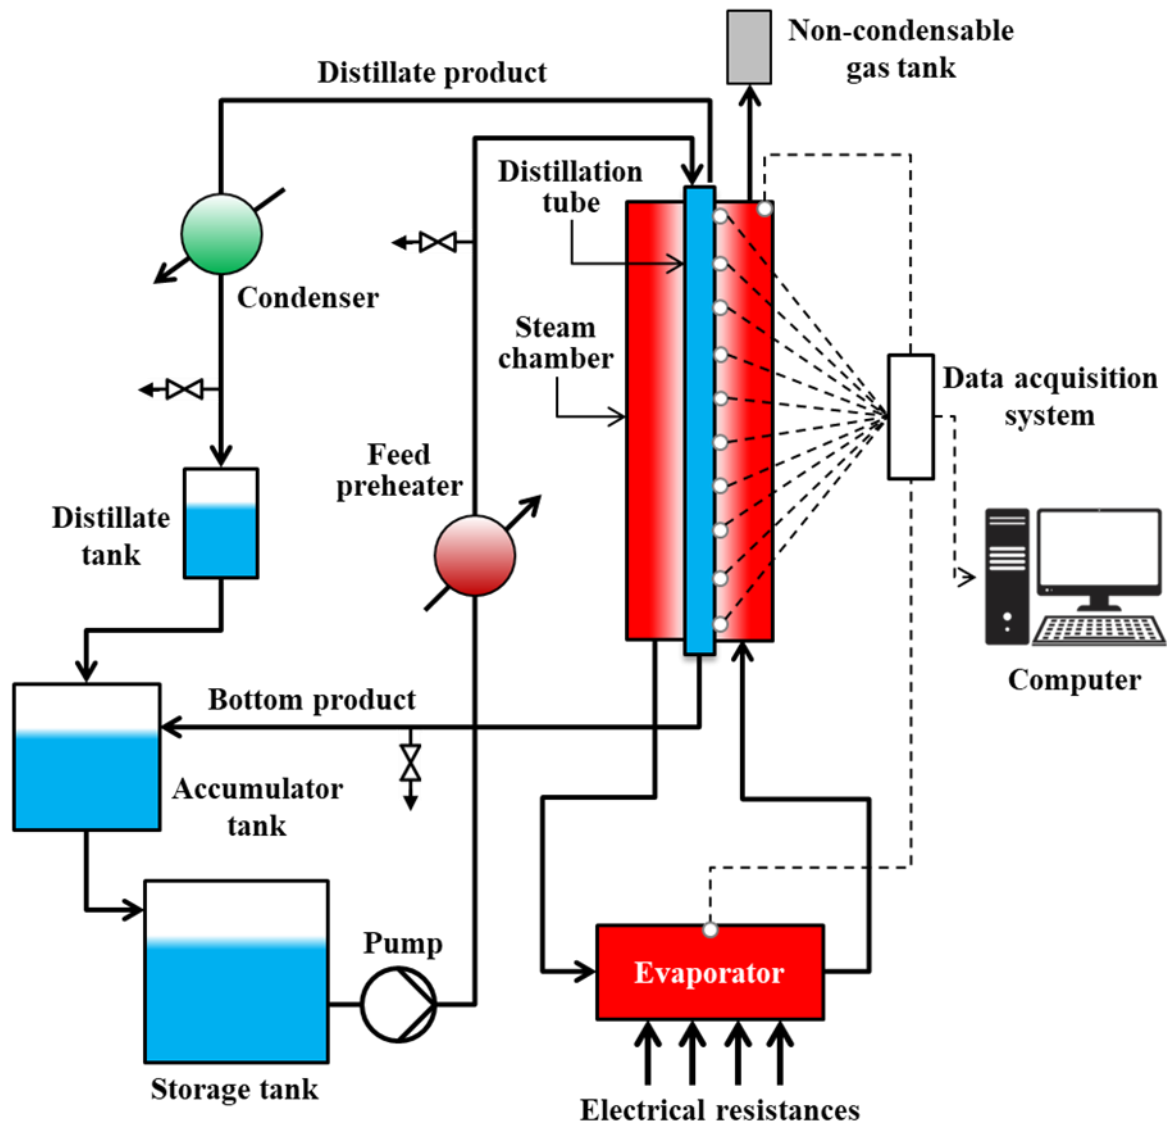 Non-condensable
gas tank
Distillate product
Distillation
tube
Condenser
Steam
chamber
Data acquisition
system
Feed
preheater
Distillate
tank
Computer
Bottom product
Accumulator
tank
Pump
Evaporator
Storage tank
Electrical resistances